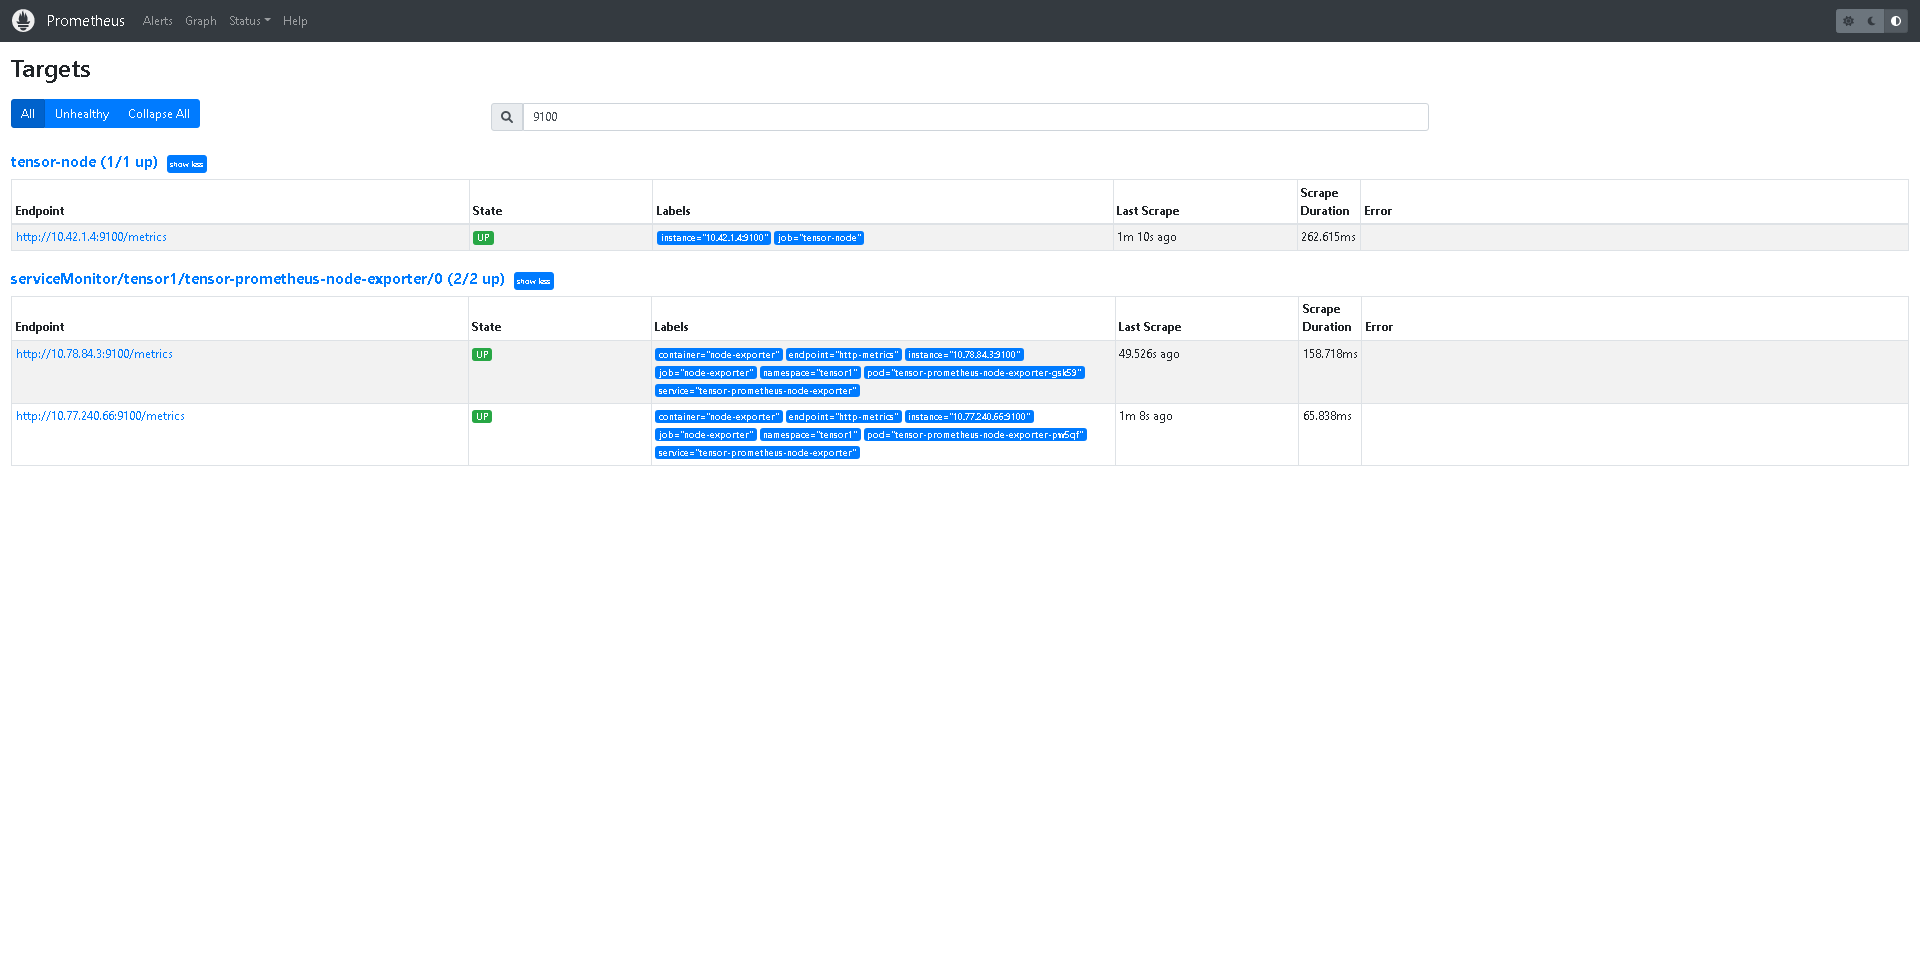 Prometheus Alerts Graph Status Help
Targets
All Unhealthy Collapse All
9100
tensor-node (1/1 up) show less
Endpoint State Labels Last Scrape Scrape Duration Error
http://10.42.1.4:9100/metrics UP instance="10.42.1.4:9100" job="tensor-node" 1m 10s ago 262.615ms
serviceMonitor/tensor1/tensor-prometheus-node-exporter/0 (2/2 up) show less
Endpoint State Labels Last Scrape Scrape Duration Error
http://10.78.84.3:9100/metrics UP container="node-exporter" endpoint="http-metrics" instance="10.78.84.3:9100" 49.526s ago 158.718ms
job="node-exporter" namespace="tensor1" pod="tensor-prometheus-node-exporter-gsk59"
service="tensor-prometheus-node-exporter"
http://10.77.240.66:9100/metrics UP container="node-exporter" endpoint="http-metrics" instance="10.77.240.66:9100" 1m 8s ago 65.838ms
job="node-exporter" namespace="tensor1" pod="tensor-prometheus-node-exporter-pw5qf"
service="tensor-prometheus-node-exporter"